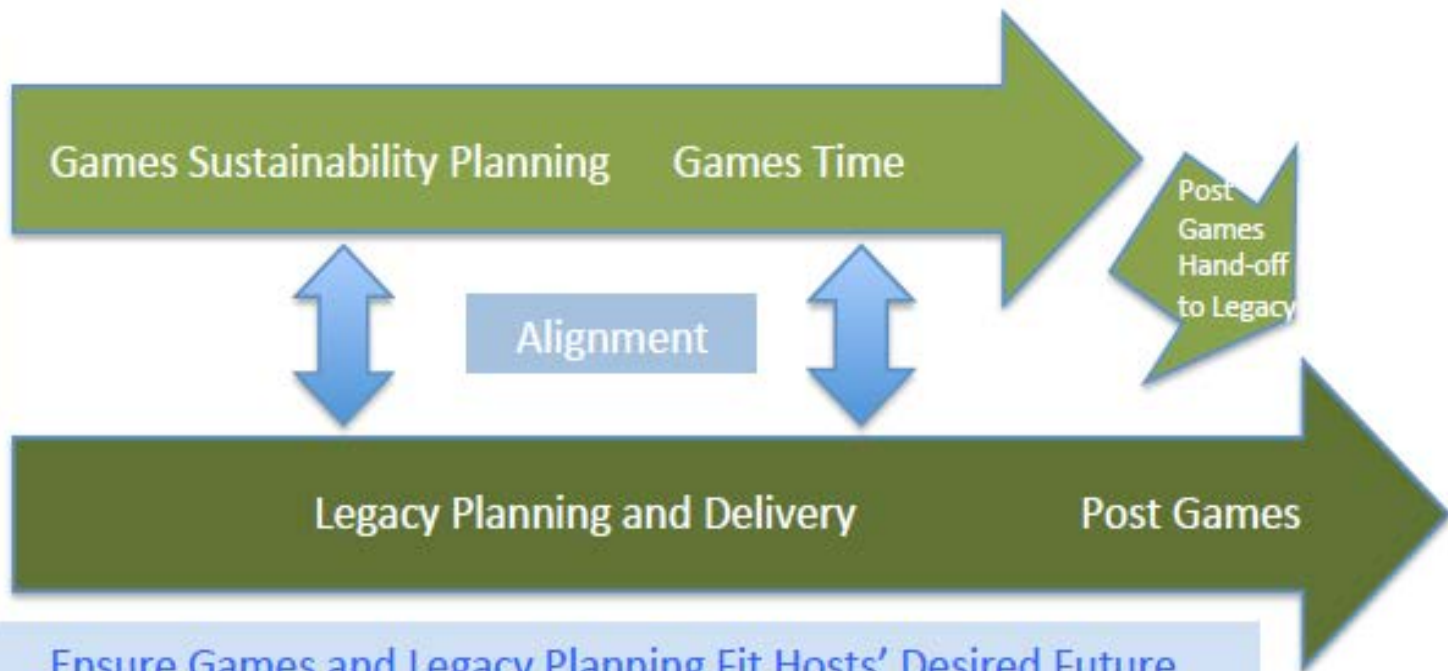 Games Sustainability Planning Games Time
Post
Games
Hand-off
to Legacy
Alignment
Legacy Planning and Delivery Post Games
Ensure Games and Legacy Planning Fit Hosts' Desired Future